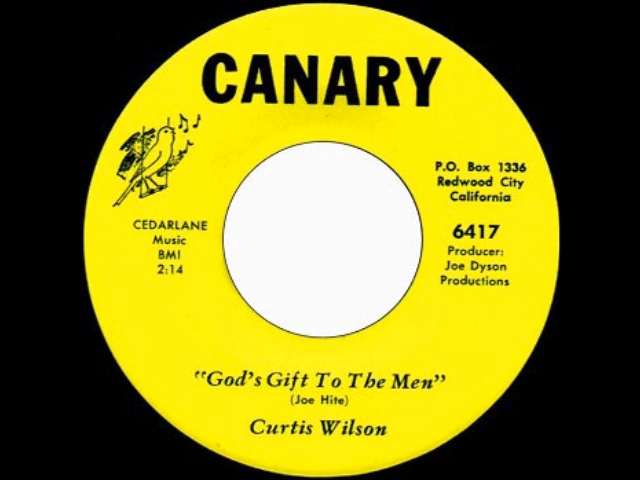 CANARY
P.O. Box 1336
Redwood City
California
CEDARLANE
Music
BMI
2:14
6417
Producer:
Joe Dyson
Productions
"God's Gift To The Men"
(Joe Hite)
Curtis Wilson